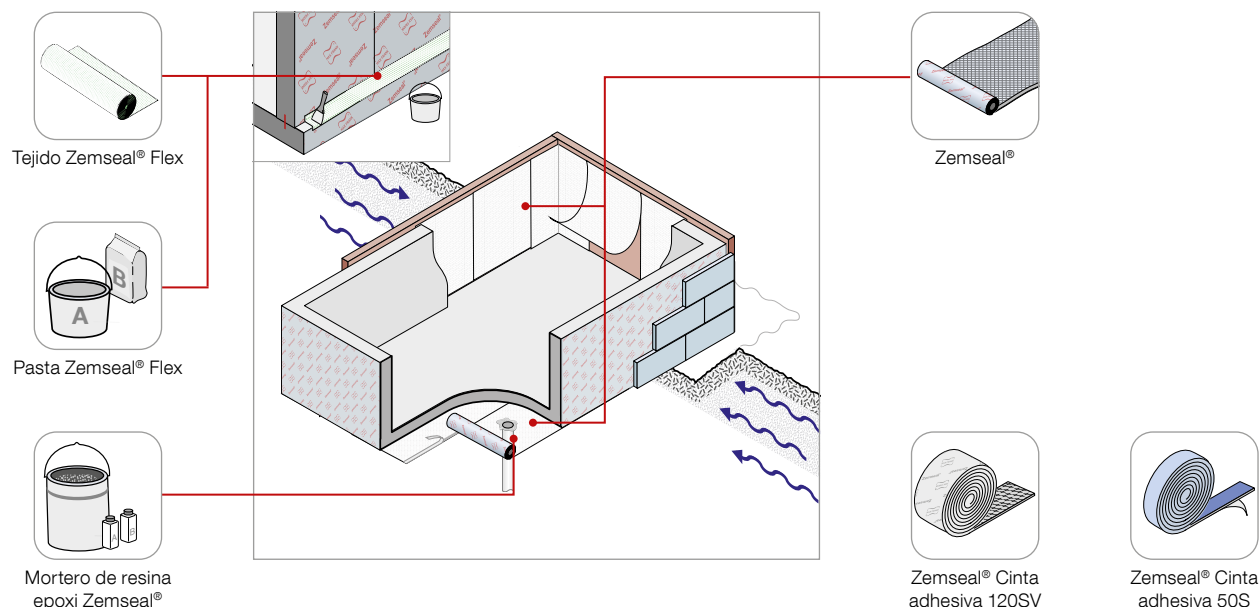 Tejido Zemseal® Flex
Zemseal®
B
A
Pasta Zemseal® Flex
A
B
Mortero de resina
epoxi Zemseal®
Zemseal® Cinta
adhesiva 120SV
Zemseal® Cinta
adhesiva 50S